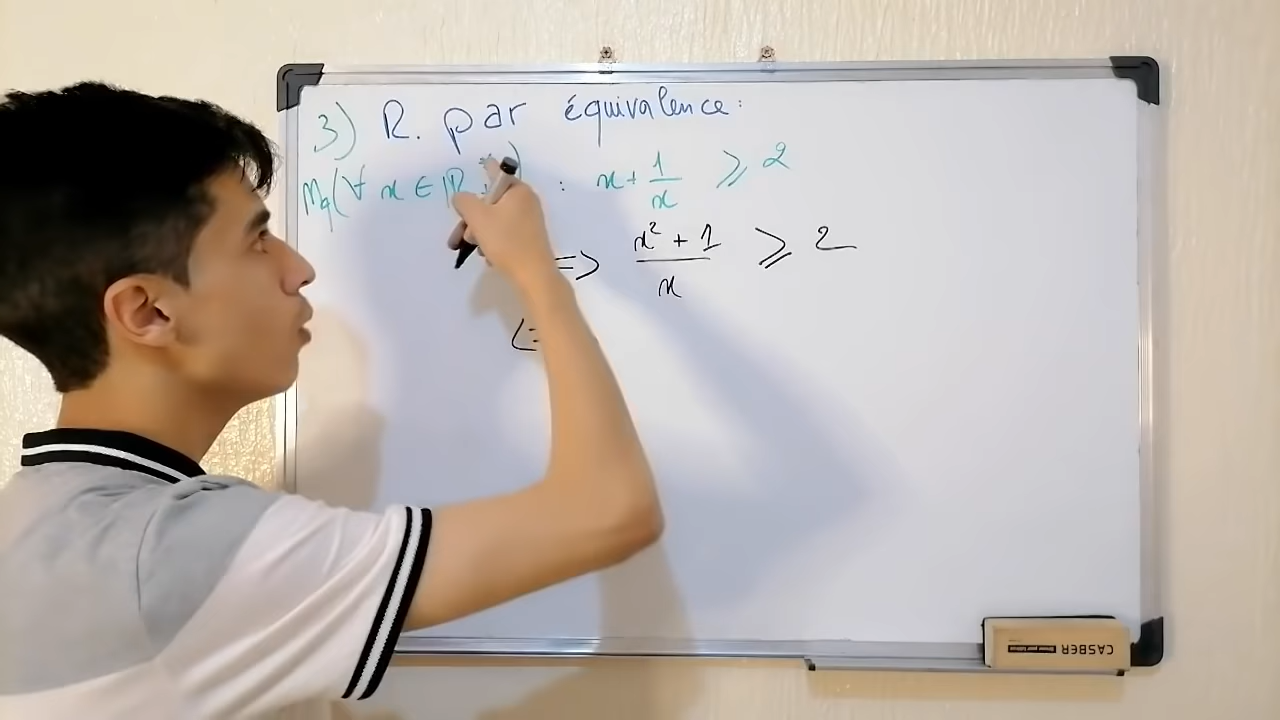 3) R. par équivalence:
Mq(∀ x ∈ ℝ*+) : x + 1/x ⩾ 2
=> (x² + 1)/x ⩾ 2
<=
CASBER